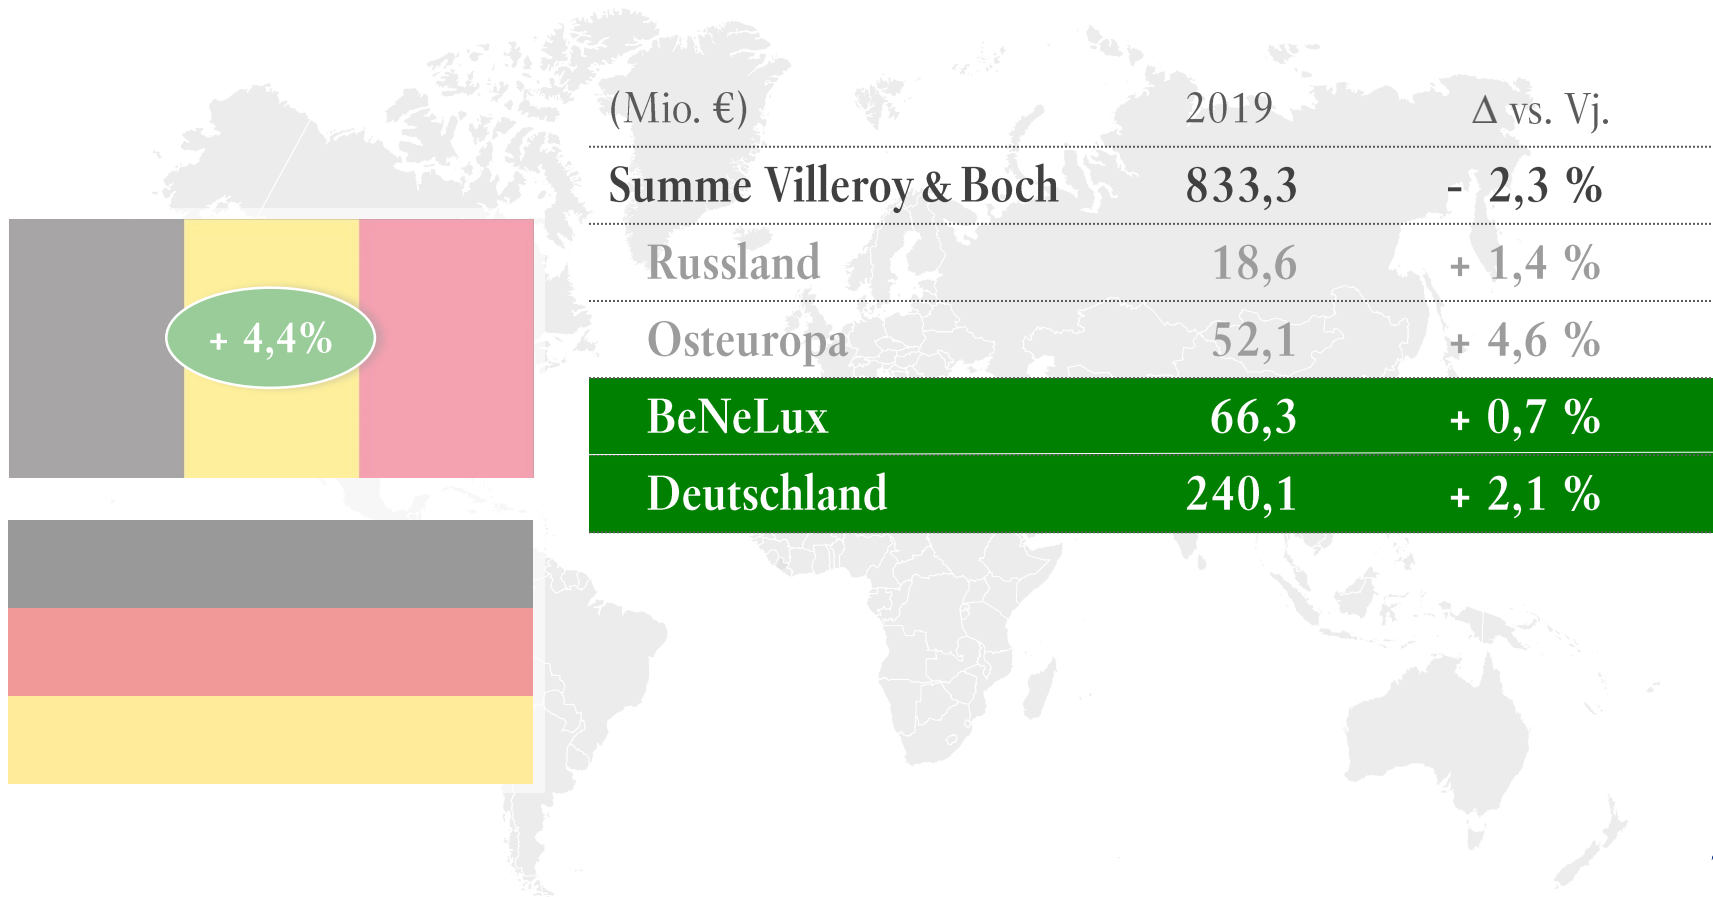 (Mio. €) 2019 Δ vs. Vj.
Summe Villeroy & Boch 833,3 - 2,3 %
Russland 18,6 + 1,4 %
Osteuropa 52,1 + 4,6 %
BeNeLux 66,3 + 0,7 %
Deutschland 240,1 + 2,1 %
+ 4,4%